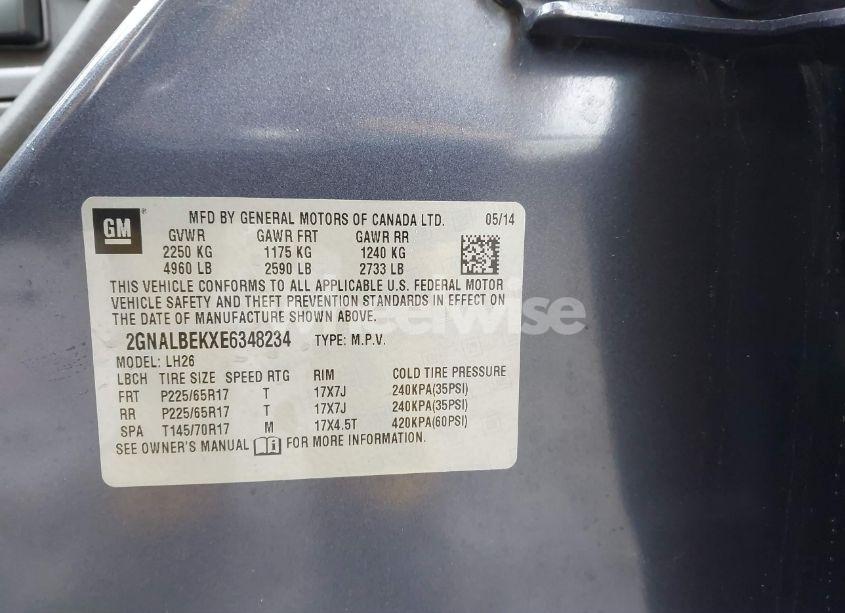 GM
MFD BY GENERAL MOTORS OF CANADA LTD. 05/14
GVWR GAWR FRT GAWR RR
2250 KG 1175 KG 1240 KG
4960 LB 2590 LB 2733 LB
THIS VEHICLE CONFORMS TO ALL APPLICABLE U.S. FEDERAL MOTOR
VEHICLE SAFETY AND THEFT PREVENTION STANDARDS IN EFFECT ON
THE DATE OF MANUFACTURE SHOWN ABOVE.
2GNALBEKXE6348234 TYPE: M.P.V.
MODEL: LH26
LBCH TIRE SIZE SPEED RTG RIM COLD TIRE PRESSURE
FRT P225/65R17 T 17X7J 240KPA(35PSI)
RR P225/65R17 T 17X7J 240KPA(35PSI)
SPA T145/70R17 M 17X4.5T 420KPA(60PSI)
SEE OWNER'S MANUAL FOR MORE INFORMATION.
wheelwise